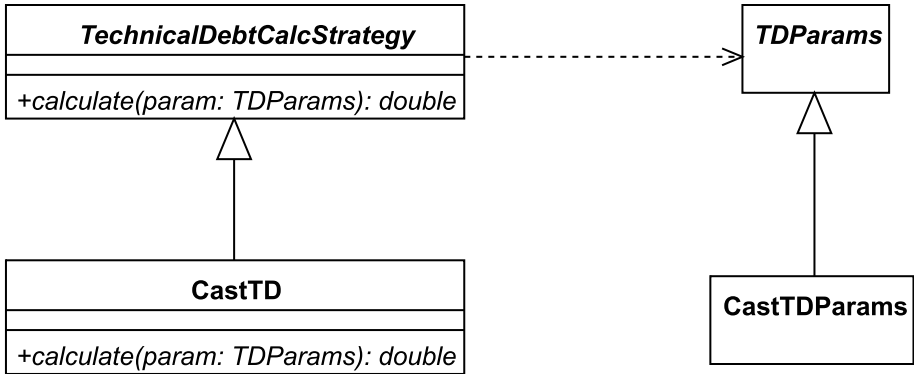 TechnicalDebtCalcStrategy
TDParams
+calculate(param: TDParams): double
CastTD
CastTDParams
+calculate(param: TDParams): double